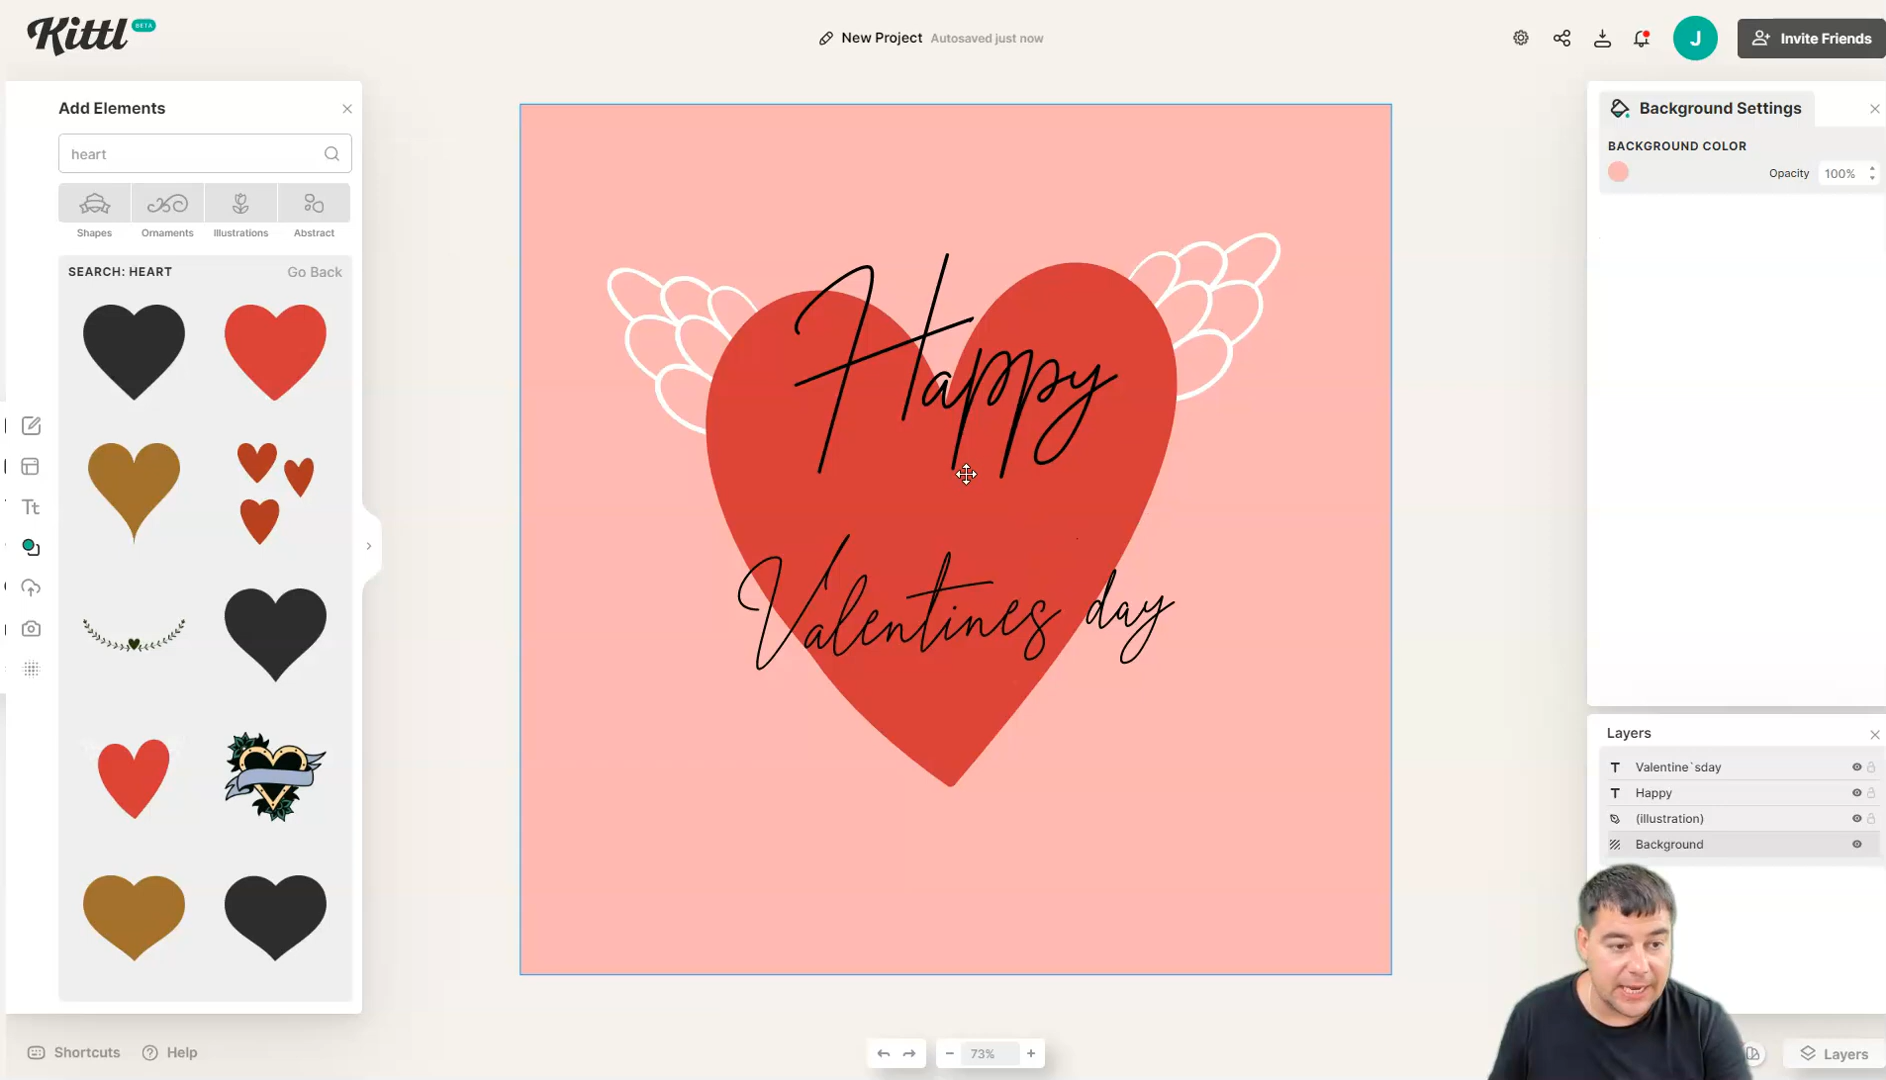 Kittl BETA
New Project Autosaved just now
J
Invite Friends
Add Elements
heart
Shapes Ornaments Illustrations Abstract
SEARCH: HEART Go Back
Happy
Valentines day
Background Settings
BACKGROUND COLOR
Opacity 100%
Layers
T Valentine`sday
T Happy
(illustration)
Background
Tt
Shortcuts Help
73%
Layers